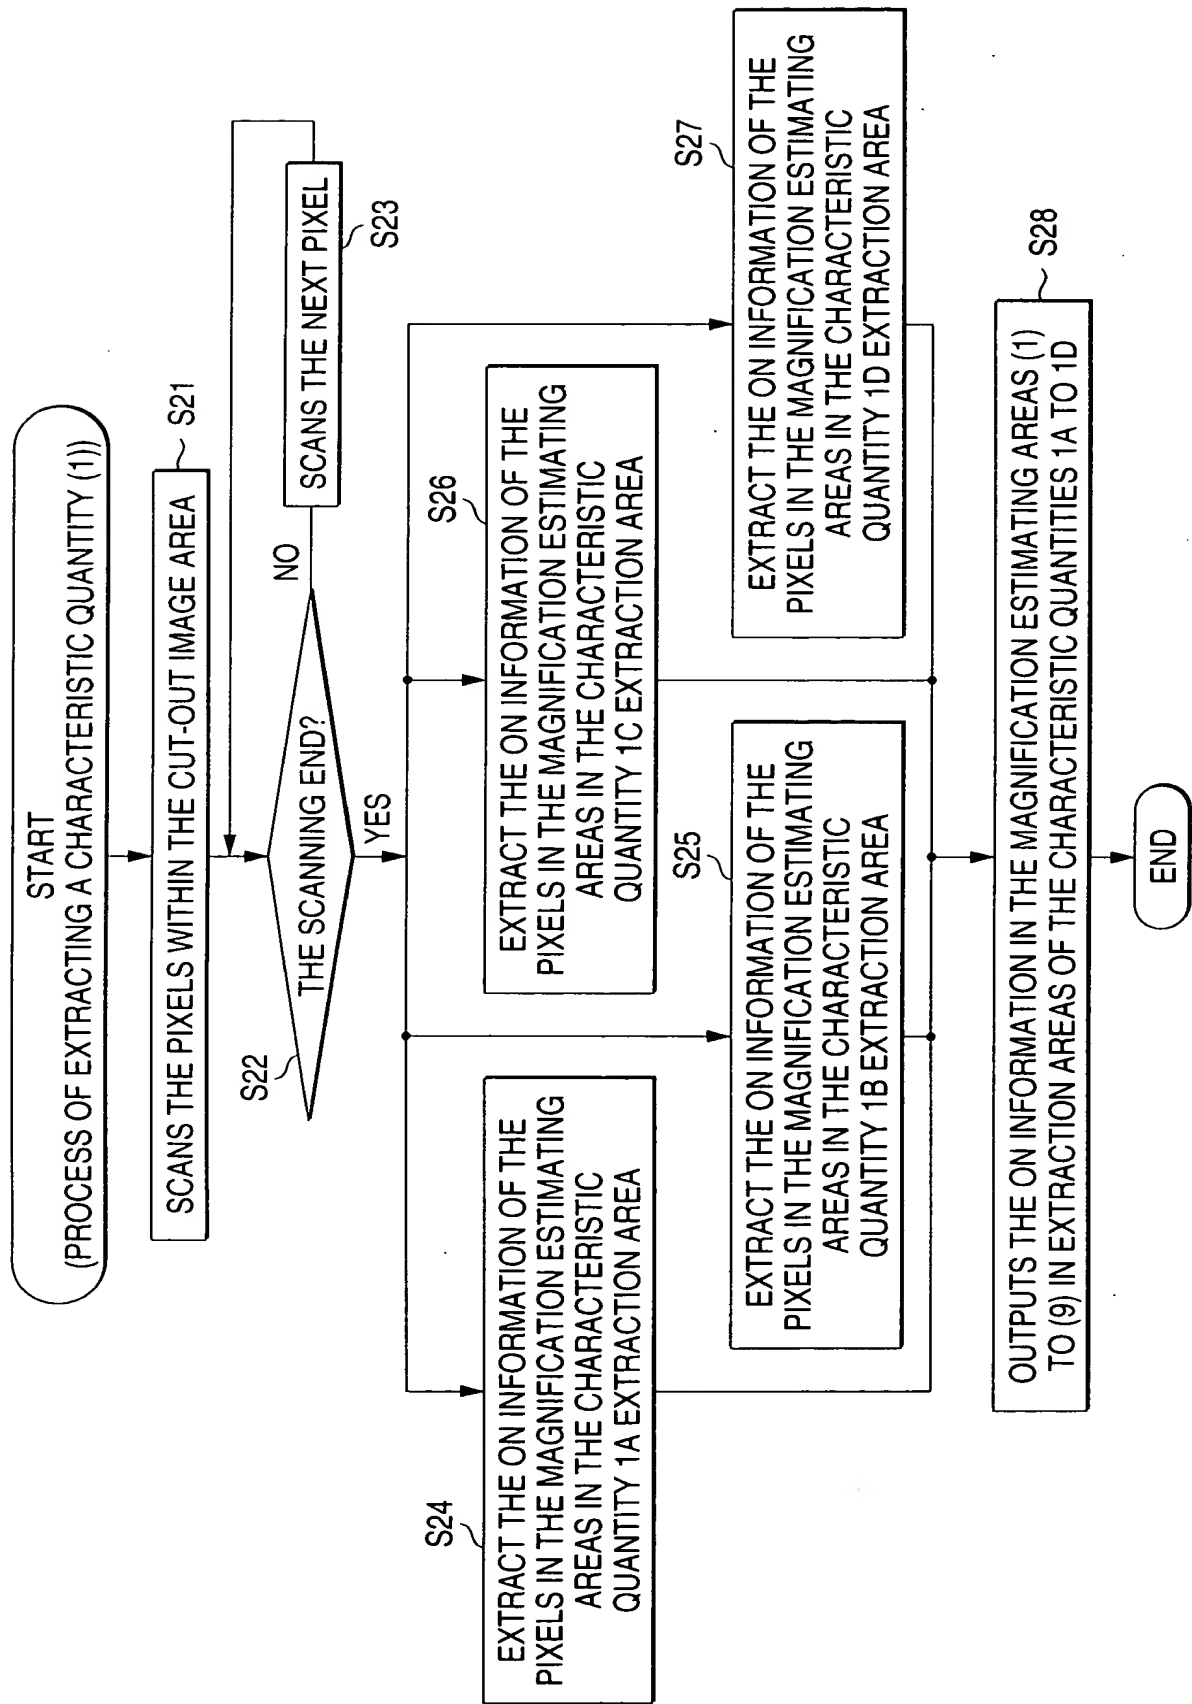 START
(PROCESS OF EXTRACTING A CHARACTERISTIC QUANTITY (1))
SCANS THE PIXELS WITHIN THE CUT-OUT IMAGE AREA
S21
THE SCANNING END?
S22
NO
SCANS THE NEXT PIXEL
S23
YES
S24
EXTRACT THE ON INFORMATION OF THE
PIXELS IN THE MAGNIFICATION ESTIMATING
AREAS IN THE CHARACTERISTIC
QUANTITY 1A EXTRACTION AREA
S26
EXTRACT THE ON INFORMATION OF THE
PIXELS IN THE MAGNIFICATION ESTIMATING
AREAS IN THE CHARACTERISTIC
QUANTITY 1C EXTRACTION AREA
S25
EXTRACT THE ON INFORMATION OF THE
PIXELS IN THE MAGNIFICATION ESTIMATING
AREAS IN THE CHARACTERISTIC
QUANTITY 1B EXTRACTION AREA
S27
EXTRACT THE ON INFORMATION OF THE
PIXELS IN THE MAGNIFICATION ESTIMATING
AREAS IN THE CHARACTERISTIC
QUANTITY 1D EXTRACTION AREA
S28
OUTPUTS THE ON INFORMATION IN THE MAGNIFICATION ESTIMATING AREAS (1)
TO (9) IN EXTRACTION AREAS OF THE CHARACTERISTIC QUANTITIES 1A TO 1D
END